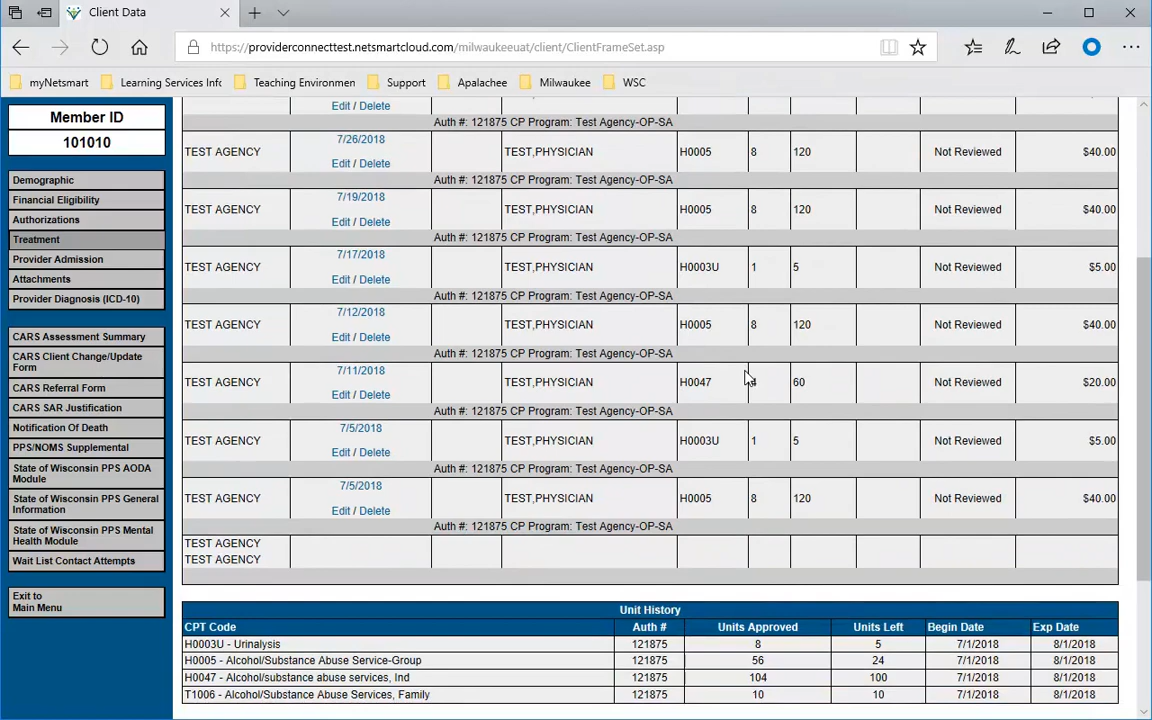 Client Data
https://providerconnecttest.netsmartcloud.com/milwaukeeuat/client/ClientFrameSet.asp
myNetsmart Learning Services Info Teaching Environmen Support Apalachee Milwaukee WSC
Member ID
101010
Demographic
Financial Eligibility
Authorizations
Treatment
Provider Admission
Attachments
Provider Diagnosis (ICD-10)
CARS Assessment Summary
CARS Client Change/Update
Form
CARS Referral Form
CARS SAR Justification
Notification Of Death
PPS/NOMS Supplemental
State of Wisconsin PPS AODA
Module
State of Wisconsin PPS General
Information
State of Wisconsin PPS Mental
Health Module
Wait List Contact Attempts
Exit to
Main Menu
Edit / Delete
Auth #: 121875 CP Program: Test Agency-OP-SA
TEST AGENCY 7/26/2018 Edit / Delete TEST,PHYSICIAN H0005 8 120 Not Reviewed $40.00
Auth #: 121875 CP Program: Test Agency-OP-SA
TEST AGENCY 7/19/2018 Edit / Delete TEST,PHYSICIAN H0005 8 120 Not Reviewed $40.00
Auth #: 121875 CP Program: Test Agency-OP-SA
TEST AGENCY 7/17/2018 Edit / Delete TEST,PHYSICIAN H0003U 1 5 Not Reviewed $5.00
Auth #: 121875 CP Program: Test Agency-OP-SA
TEST AGENCY 7/12/2018 Edit / Delete TEST,PHYSICIAN H0005 8 120 Not Reviewed $40.00
Auth #: 121875 CP Program: Test Agency-OP-SA
TEST AGENCY 7/11/2018 Edit / Delete TEST,PHYSICIAN H0047 4 60 Not Reviewed $20.00
Auth #: 121875 CP Program: Test Agency-OP-SA
TEST AGENCY 7/5/2018 Edit / Delete TEST,PHYSICIAN H0003U 1 5 Not Reviewed $5.00
Auth #: 121875 CP Program: Test Agency-OP-SA
TEST AGENCY 7/5/2018 Edit / Delete TEST,PHYSICIAN H0005 8 120 Not Reviewed $40.00
Auth #: 121875 CP Program: Test Agency-OP-SA
TEST AGENCY
TEST AGENCY
Unit History
CPT Code Auth # Units Approved Units Left Begin Date Exp Date
H0003U - Urinalysis 121875 8 5 7/1/2018 8/1/2018
H0005 - Alcohol/Substance Abuse Service-Group 121875 56 24 7/1/2018 8/1/2018
H0047 - Alcohol/substance abuse services, Ind 121875 104 100 7/1/2018 8/1/2018
T1006 - Alcohol/Substance Abuse Services, Family 121875 10 10 7/1/2018 8/1/2018